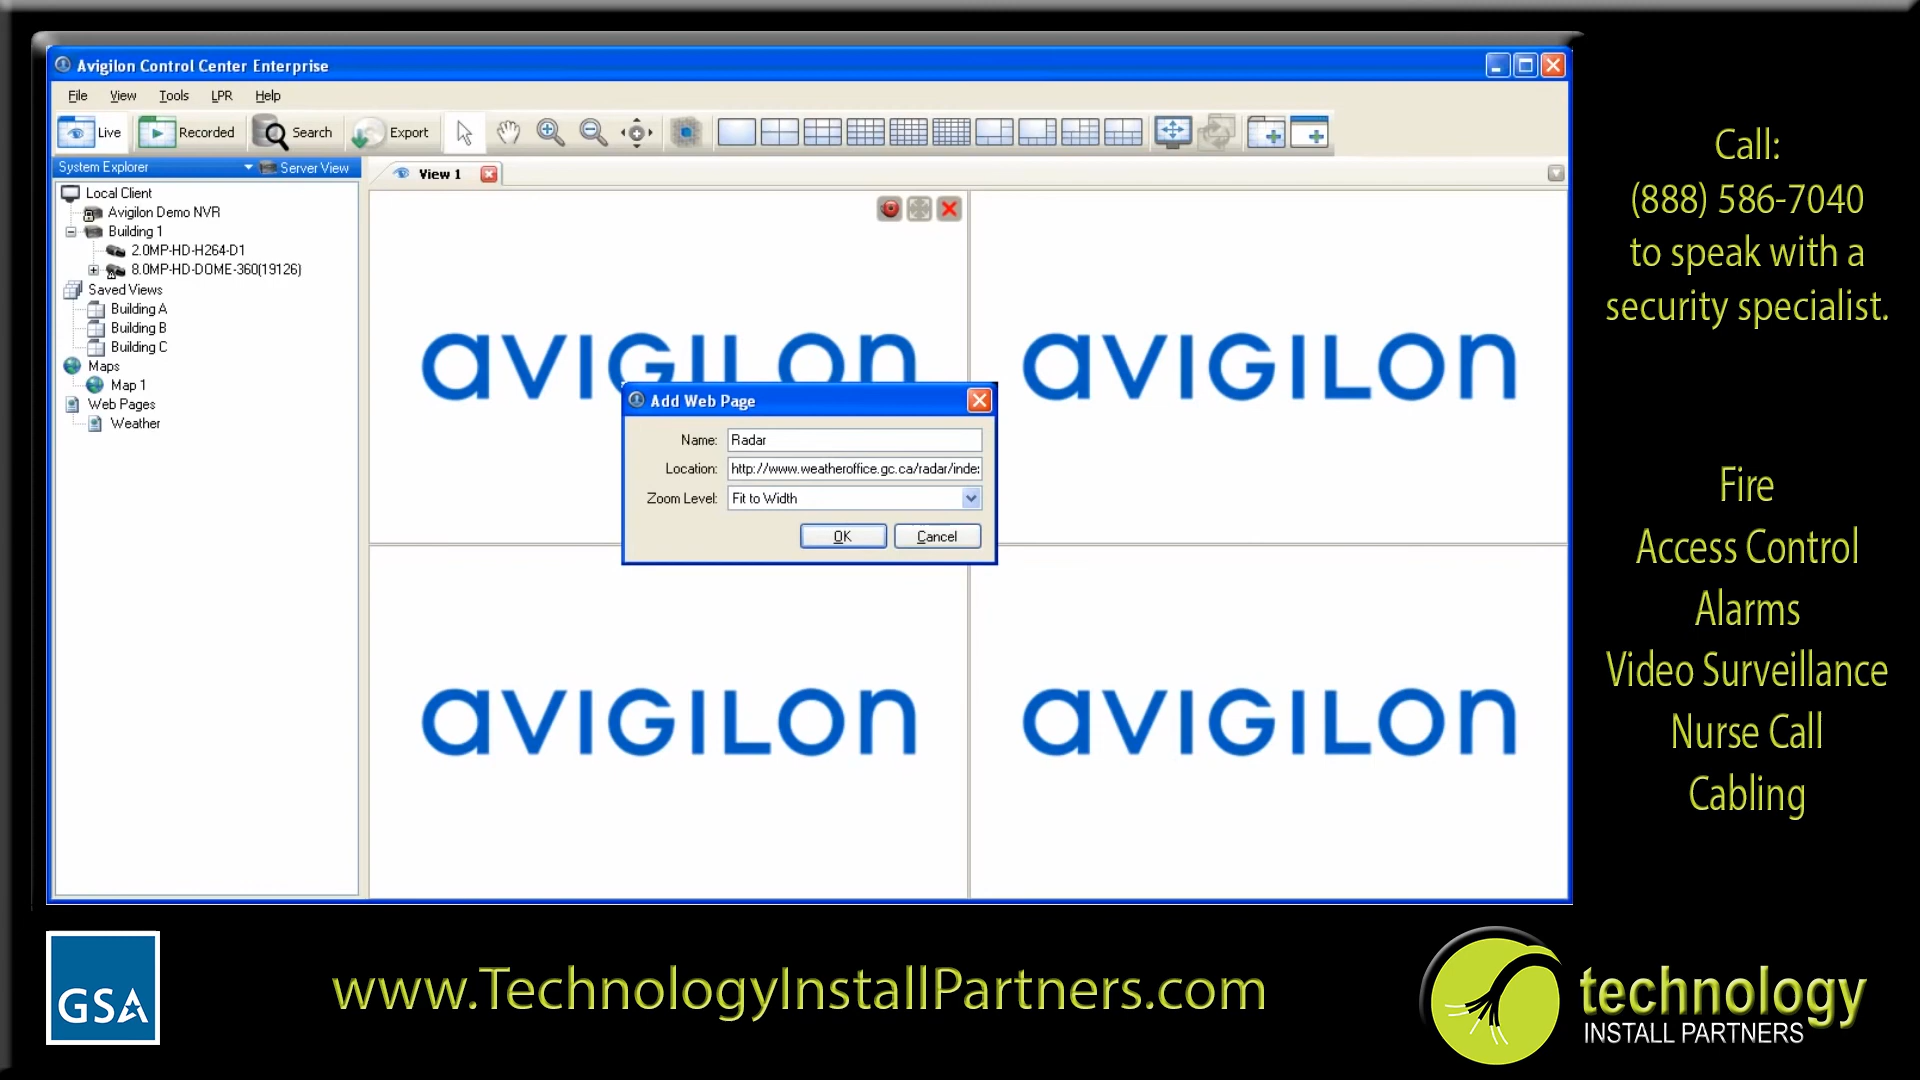 Avigilon Control Center Enterprise
File View Tools LPR Help
Live Recorded Search Export
System Explorer Server View
View 1
Local Client
Avigilon Demo NVR
Building 1
2.0MP-HD-H264-D1
8.0MP-HD-DOME-360(19126)
Saved Views
Building A
Building B
Building C
Maps
Map 1
Web Pages
Weather
aVIGILon
aVIGILon
Add Web Page
Name: Radar
Location: http://www.weatheroffice.gc.ca/radar/inde
Zoom Level: Fit to Width
OK Cancel
aVIGILon
aVIGILon
Call:
(888) 586-7040
to speak with a
security specialist.
Fire
Access Control
Alarms
Video Surveillance
Nurse Call
Cabling
GSA
www.TechnologyInstallPartners.com
technology
INSTALL PARTNERS